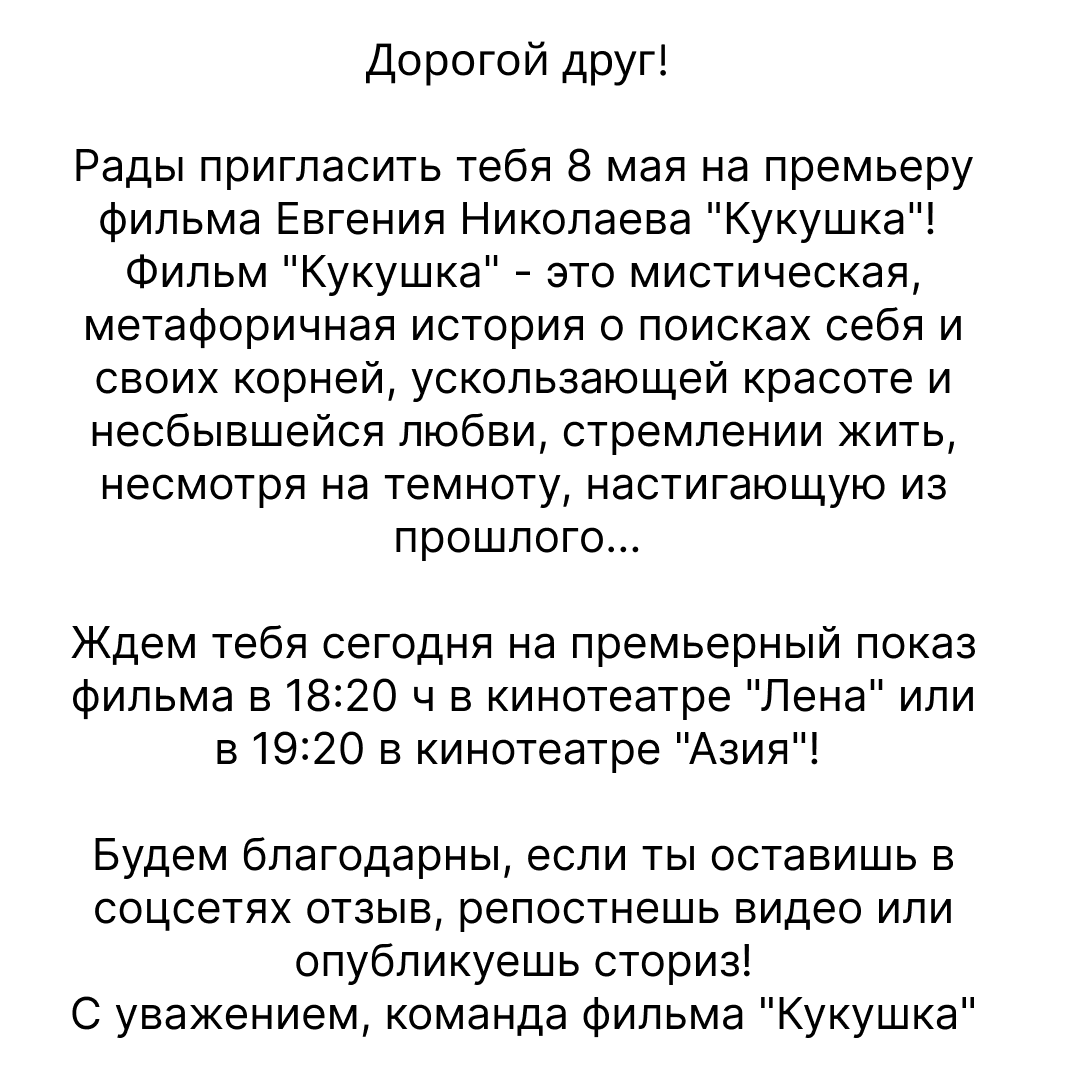 Дорогой друг!
Рады пригласить тебя 8 мая на премьеру
фильма Евгения Николаева "Кукушка"!
Фильм "Кукушка" - это мистическая,
метафоричная история о поисках себя и
своих корней, ускользающей красоте и
несбывшейся любви, стремлении жить,
несмотря на темноту, настигающую из
прошлого...
Ждем тебя сегодня на премьерный показ
фильма в 18:20 ч в кинотеатре "Лена" или
в 19:20 в кинотеатре "Азия"!
Будем благодарны, если ты оставишь в
соцсетях отзыв, репостнешь видео или
опубликуешь сториз!
С уважением, команда фильма "Кукушка"